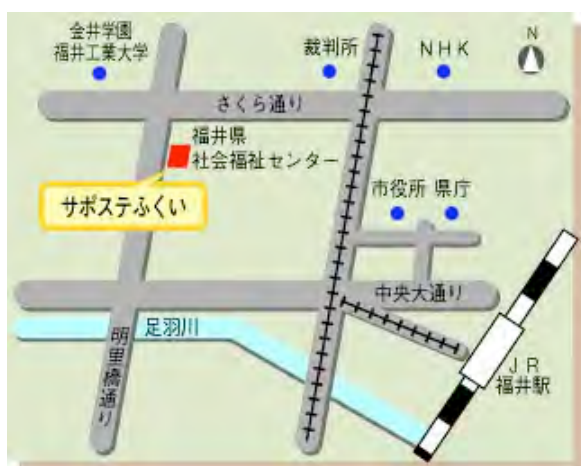 金井学園
福井工業大学
裁判所
NHK
N
さくら通り
福井県
社会福祉センター
サポステふくい
市役所
県庁
中央大通り
足羽川
明里橋通り
JR
福井駅